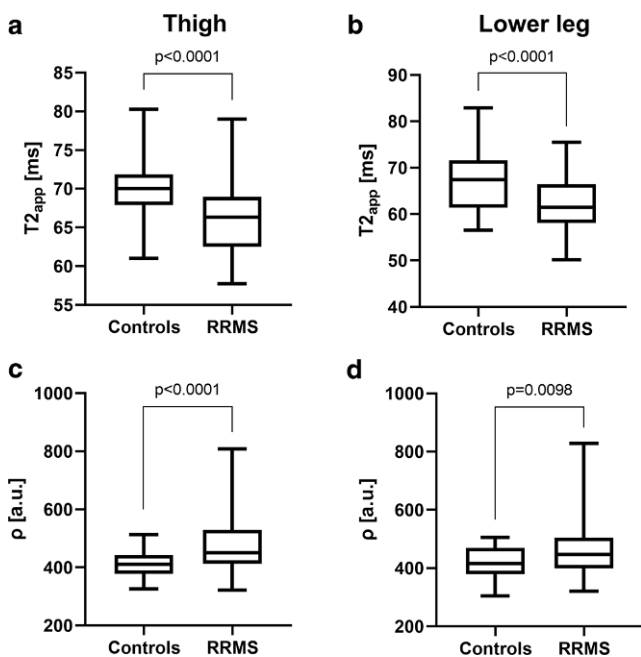 a Thigh
p<0.0001
T2app [ms]
85
80
75
70
65
60
55
Controls RRMS
b Lower leg
p<0.0001
T2app [ms]
90
80
70
60
50
40
Controls RRMS
c
p<0.0001
ρ [a.u.]
1000
800
600
400
200
Controls RRMS
d
p=0.0098
ρ [a.u.]
1000
800
600
400
200
Controls RRMS